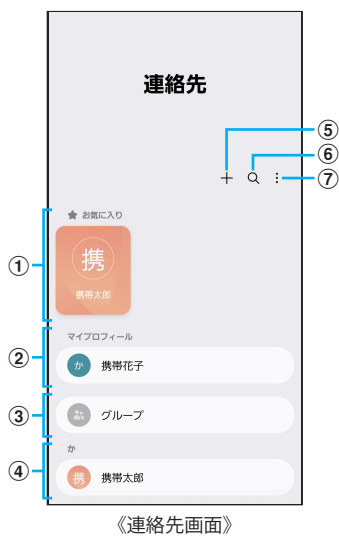 連絡先
⑤
⑥
⑦
★ お気に入り
①
携
携帯太郎
マイプロフィール
②
か 携帯花子
③
グループ
か
④
携 携帯太郎
《連絡先画面》